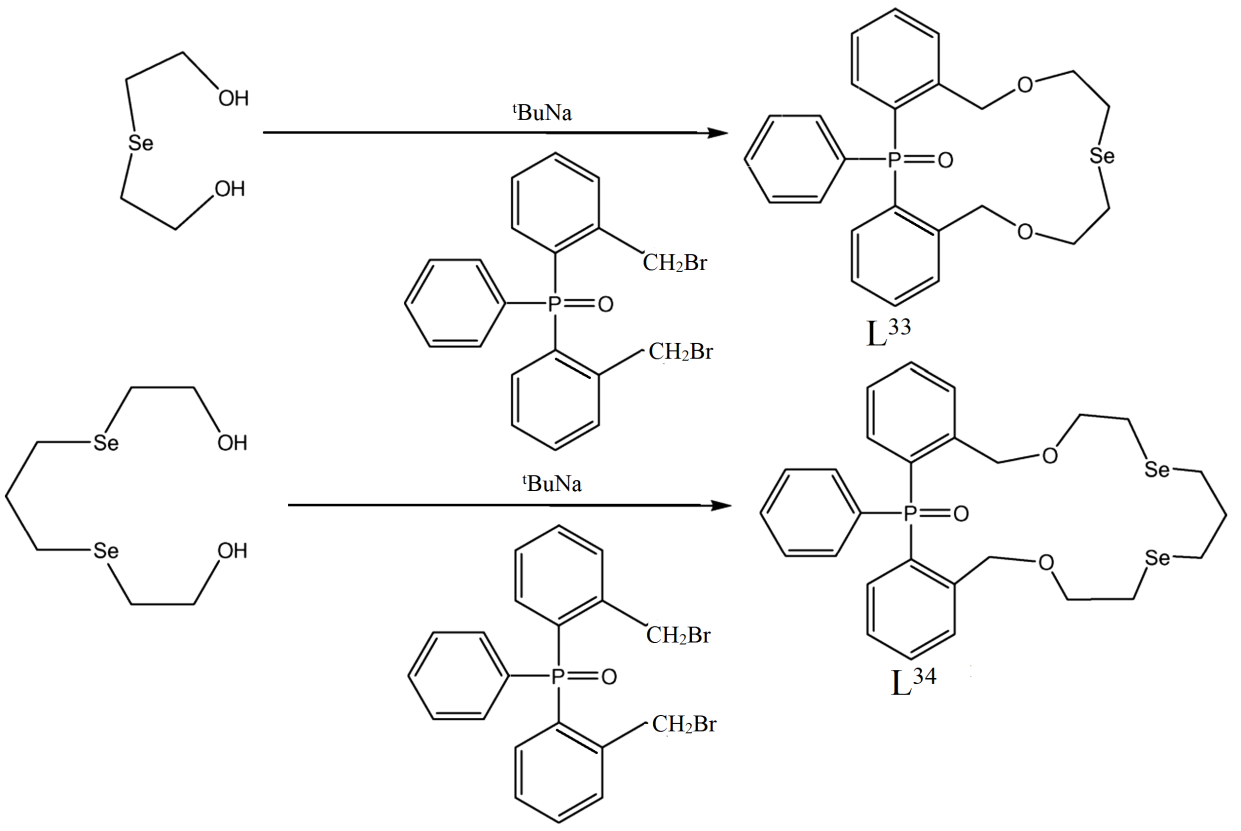 OH
Se
OH
ᵗBuNa
CH₂Br
P
O
CH₂Br
O
P
O
Se
O
L³³
Se
OH
Se
OH
ᵗBuNa
CH₂Br
P
O
CH₂Br
O
Se
P
O
Se
O
L³⁴